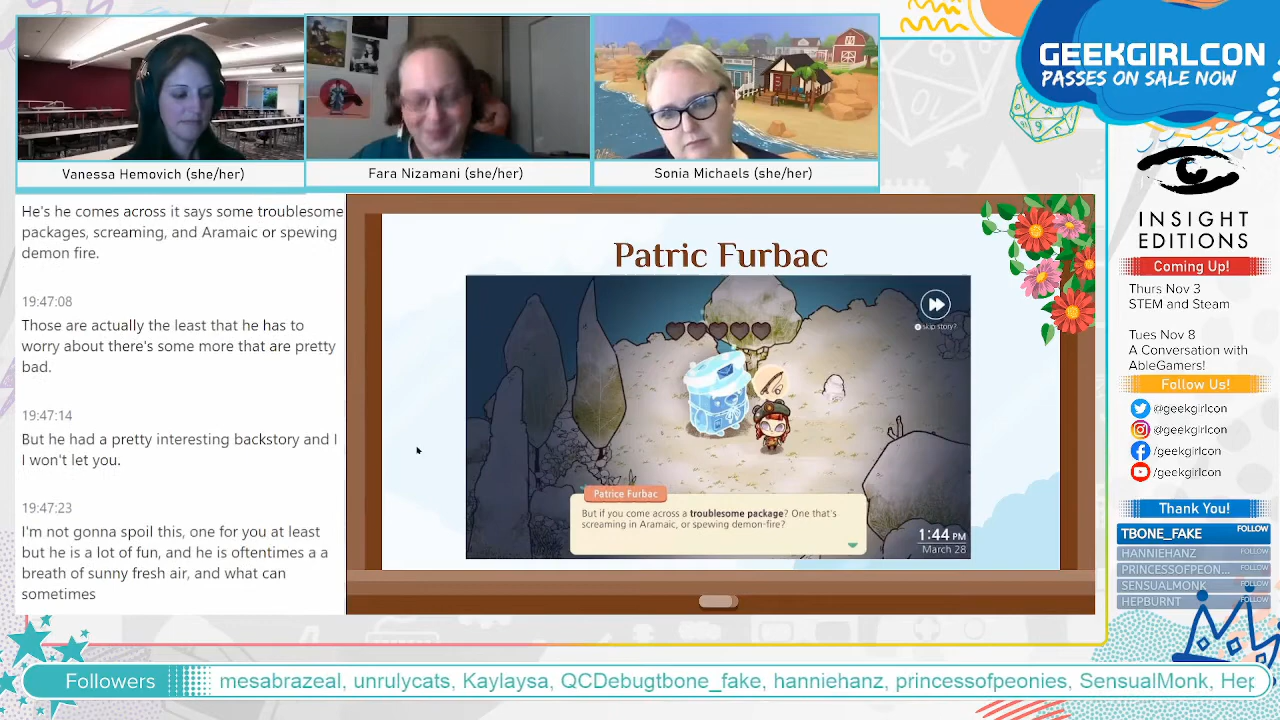 GEEKGIRLCON
PASSES ON SALE NOW
Vanessa Hemovich (she/her)
Fara Nizamani (she/her)
Sonia Michaels (she/her)
He's he comes across it says some troublesome
packages, screaming, and Aramaic or spewing
demon fire.
19:47:08
Those are actually the least that he has to
worry about there's some more that are pretty
bad.
19:47:14
But he had a pretty interesting backstory and I
I won't let you.
19:47:23
I'm not gonna spoil this, one for you at least
but he is a lot of fun, and he is oftentimes a a
breath of sunny fresh air, and what can
sometimes
Patric Furbac
skip story?
Patrice Furbac
But if you come across a troublesome package? One that's
screaming in Aramaic, or spewing demon-fire?
1:44 PM
March 28
INSIGHT
EDITIONS
Coming Up!
Thurs Nov 3
STEM and Steam
Tues Nov 8
A Conversation with
AbleGamers!
Follow Us!
@geekgirlcon
@geekgirlcon
/geekgirlcon
/geekgirlcon
Thank You!
TBONE_FAKE FOLLOW
HANNIEHANZ FOLLOW
PRINCESSOFPEON... FOLLOW
SENSUALMONK FOLLOW
HEPBURNT FOLLOW
Followers mesabrazeal, unrulycats, Kaylaysa, QCDebugtbone_fake, hanniehanz, princessofpeonies, SensualMonk, Hep